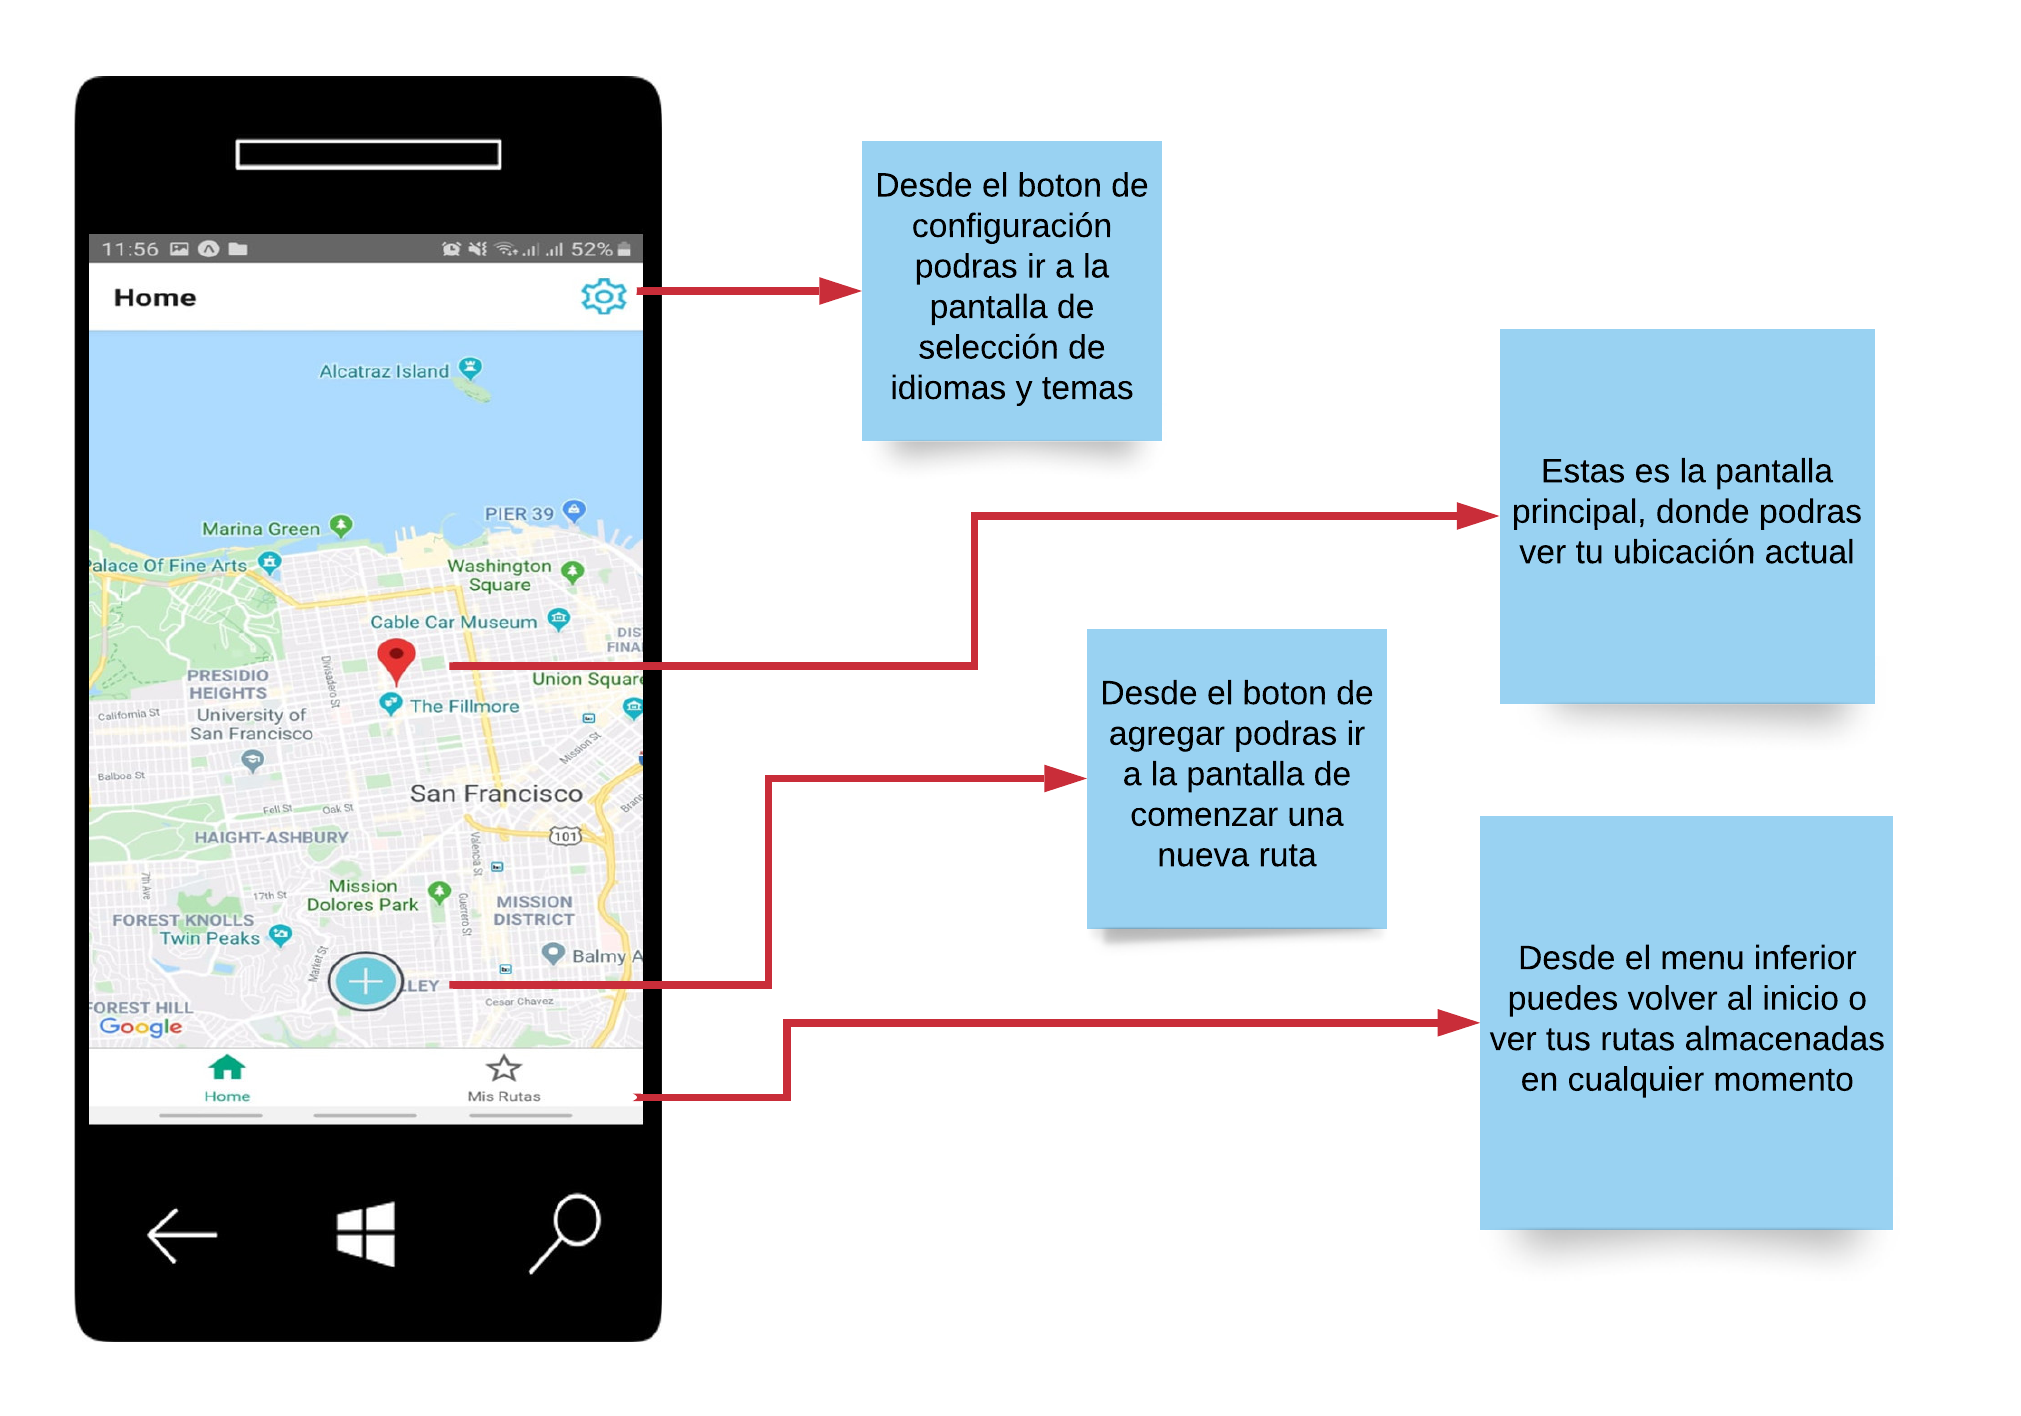 11:56
52%
Home
Alcatraz Island
PIER 39
Marina Green
Palace Of Fine Arts
Washington
Square
Cable Car Museum
Divisadero St
PRESIDIO
HEIGHTS
Union Square
The Fillmore
California St
University of
San Francisco
Mission St
Balboa St
San Francisco
Fell St
Oak St
HAIGHT-ASHBURY
101
Valencia St
7th Ave
17th St
Mission
Dolores Park
Guerrero St
MISSION
DISTRICT
FOREST KNOLLS
Twin Peaks
Market St
Balmy A
LLEY
Cesar Chavez
FOREST HILL
Google
Home
Mis Rutas
Desde el boton de
configuración
podras ir a la
pantalla de
selección de
idiomas y temas
Estas es la pantalla
principal, donde podras
ver tu ubicación actual
Desde el boton de
agregar podras ir
a la pantalla de
comenzar una
nueva ruta
Desde el menu inferior
puedes volver al inicio o
ver tus rutas almacenadas
en cualquier momento